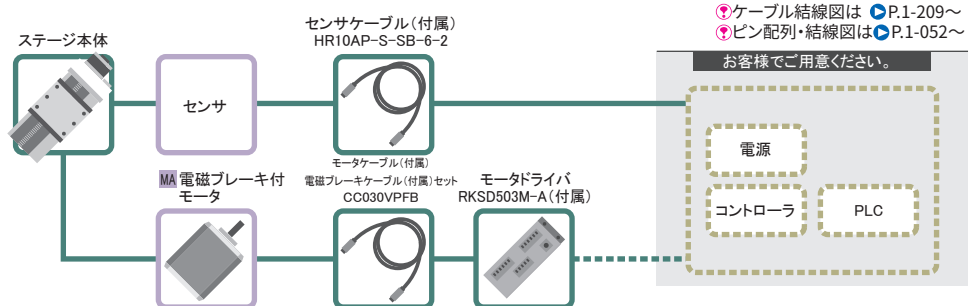 ケーブル結線図は P.1-209～
ピン配列・結線図は P.1-052～
お客様でご用意ください。
ステージ本体
センサ
センサケーブル（付属）
HR10AP-S-SB-6-2
MA 電磁ブレーキ付
モータ
モータケーブル（付属）
電磁ブレーキケーブル（付属）セット
CC030VPFB
モータドライバ
RKSD503M-A（付属）
電源
コントローラ
PLC